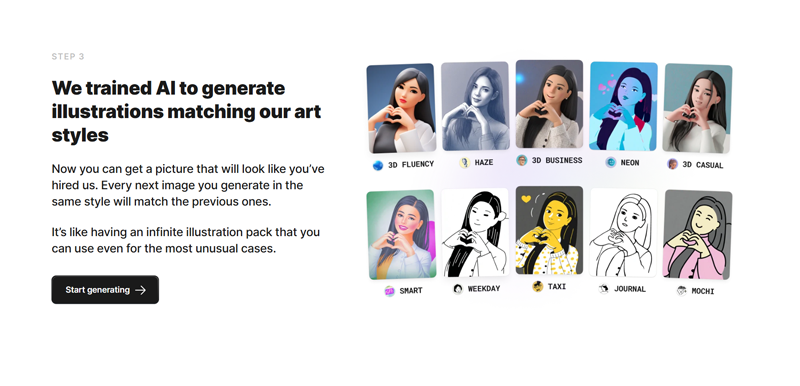 STEP 3
We trained AI to generate
illustrations matching our art
styles
Now you can get a picture that will look like you’ve
hired us. Every next image you generate in the
same style will match the previous ones.
It’s like having an infinite illustration pack that you
can use even for the most unusual cases.
Start generating
3D FLUENCY
HAZE
3D BUSINESS
NEON
3D CASUAL
SMART
WEEKDAY
TAXI
JOURNAL
MOCHI